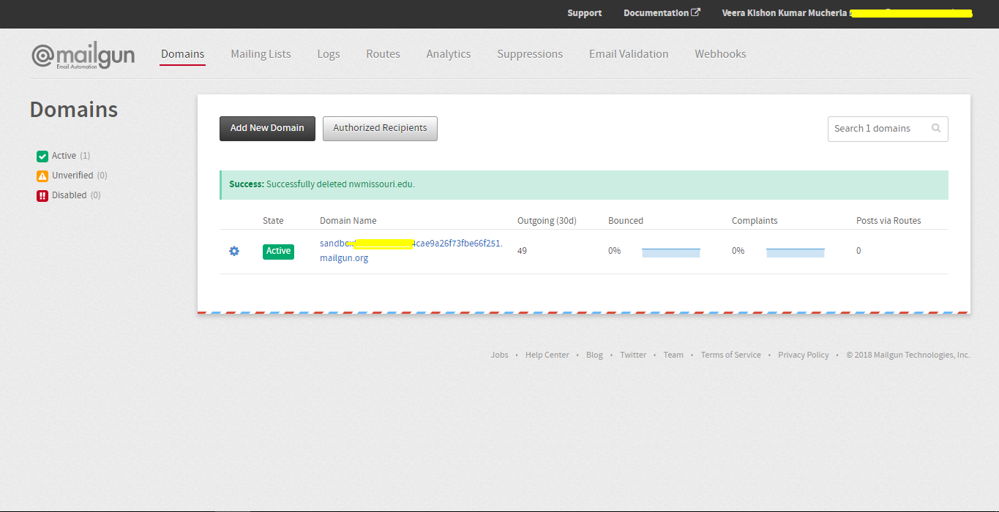 Support Documentation Veera Kishon Kumar Mucherla
@mailgun
Email Automation
Domains Mailing Lists Logs Routes Analytics Suppressions Email Validation Webhooks
Domains
Active (1)
Unverified (0)
Disabled (0)
Add New Domain Authorized Recipients Search 1 domains
Success: Successfully deleted nwmissouri.edu.
State Domain Name Outgoing (30d) Bounced Complaints Posts via Routes
Active sandbox 4cae9a26f73fbe66f251. 49 0% 0% 0
mailgun.org
Jobs • Help Center • Blog • Twitter • Team • Terms of Service • Privacy Policy • © 2018 Mailgun Technologies, Inc.